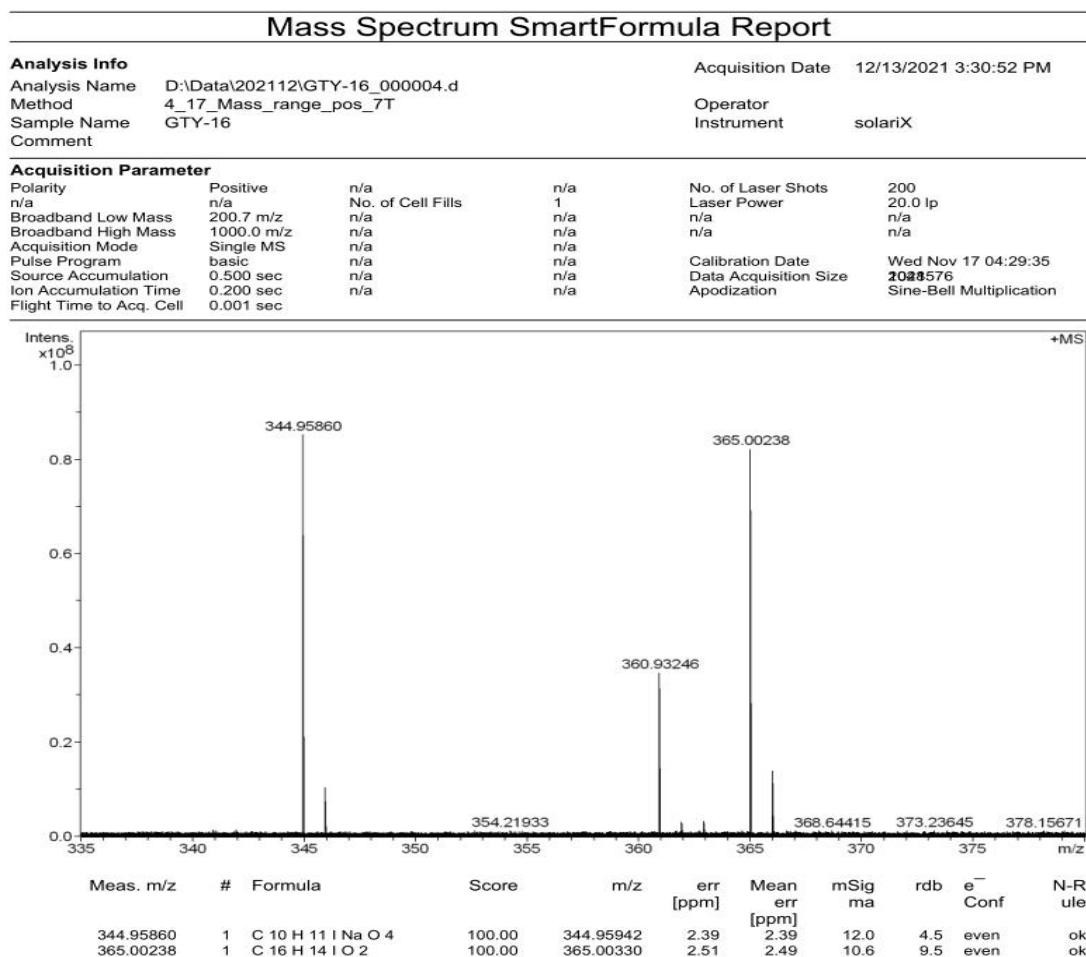 Mass Spectrum SmartFormula Report
Analysis Info
Acquisition Date 12/13/2021 3:30:52 PM
Analysis Name D:\Data\202112\GTY-16_000004.d
Method 4_17_Mass_range_pos_7T Operator
Sample Name GTY-16 Instrument solariX
Comment
Acquisition Parameter
Polarity Positive n/a n/a No. of Laser Shots 200
n/a n/a No. of Cell Fills 1 Laser Power 20.0 lp
Broadband Low Mass 200.7 m/z n/a n/a n/a n/a
Broadband High Mass 1000.0 m/z n/a n/a n/a n/a
Acquisition Mode Single MS n/a n/a
Pulse Program basic n/a n/a Calibration Date Wed Nov 17 04:29:35
Source Accumulation 0.500 sec n/a n/a Data Acquisition Size
Ion Accumulation Time 0.200 sec n/a n/a Apodization Sine-Bell Multiplication
Flight Time to Acq. Cell 0.001 sec
Intens.
x10⁸
+MS
1.0
344.95860
365.00238
0.8
0.6
0.4
360.93246
0.2
354.21933 368.64415 373.23645 378.15671
0.0
335 340 345 350 355 360 365 370 375 m/z
Meas. m/z # Formula Score m/z err [ppm] Mean err [ppm] mSig ma rdb e⁻ Conf N-R ule
344.95860 1 C 10 H 11 I Na O 4 100.00 344.95942 2.39 2.39 12.0 4.5 even ok
365.00238 1 C 16 H 14 I O 2 100.00 365.00330 2.51 2.49 10.6 9.5 even ok